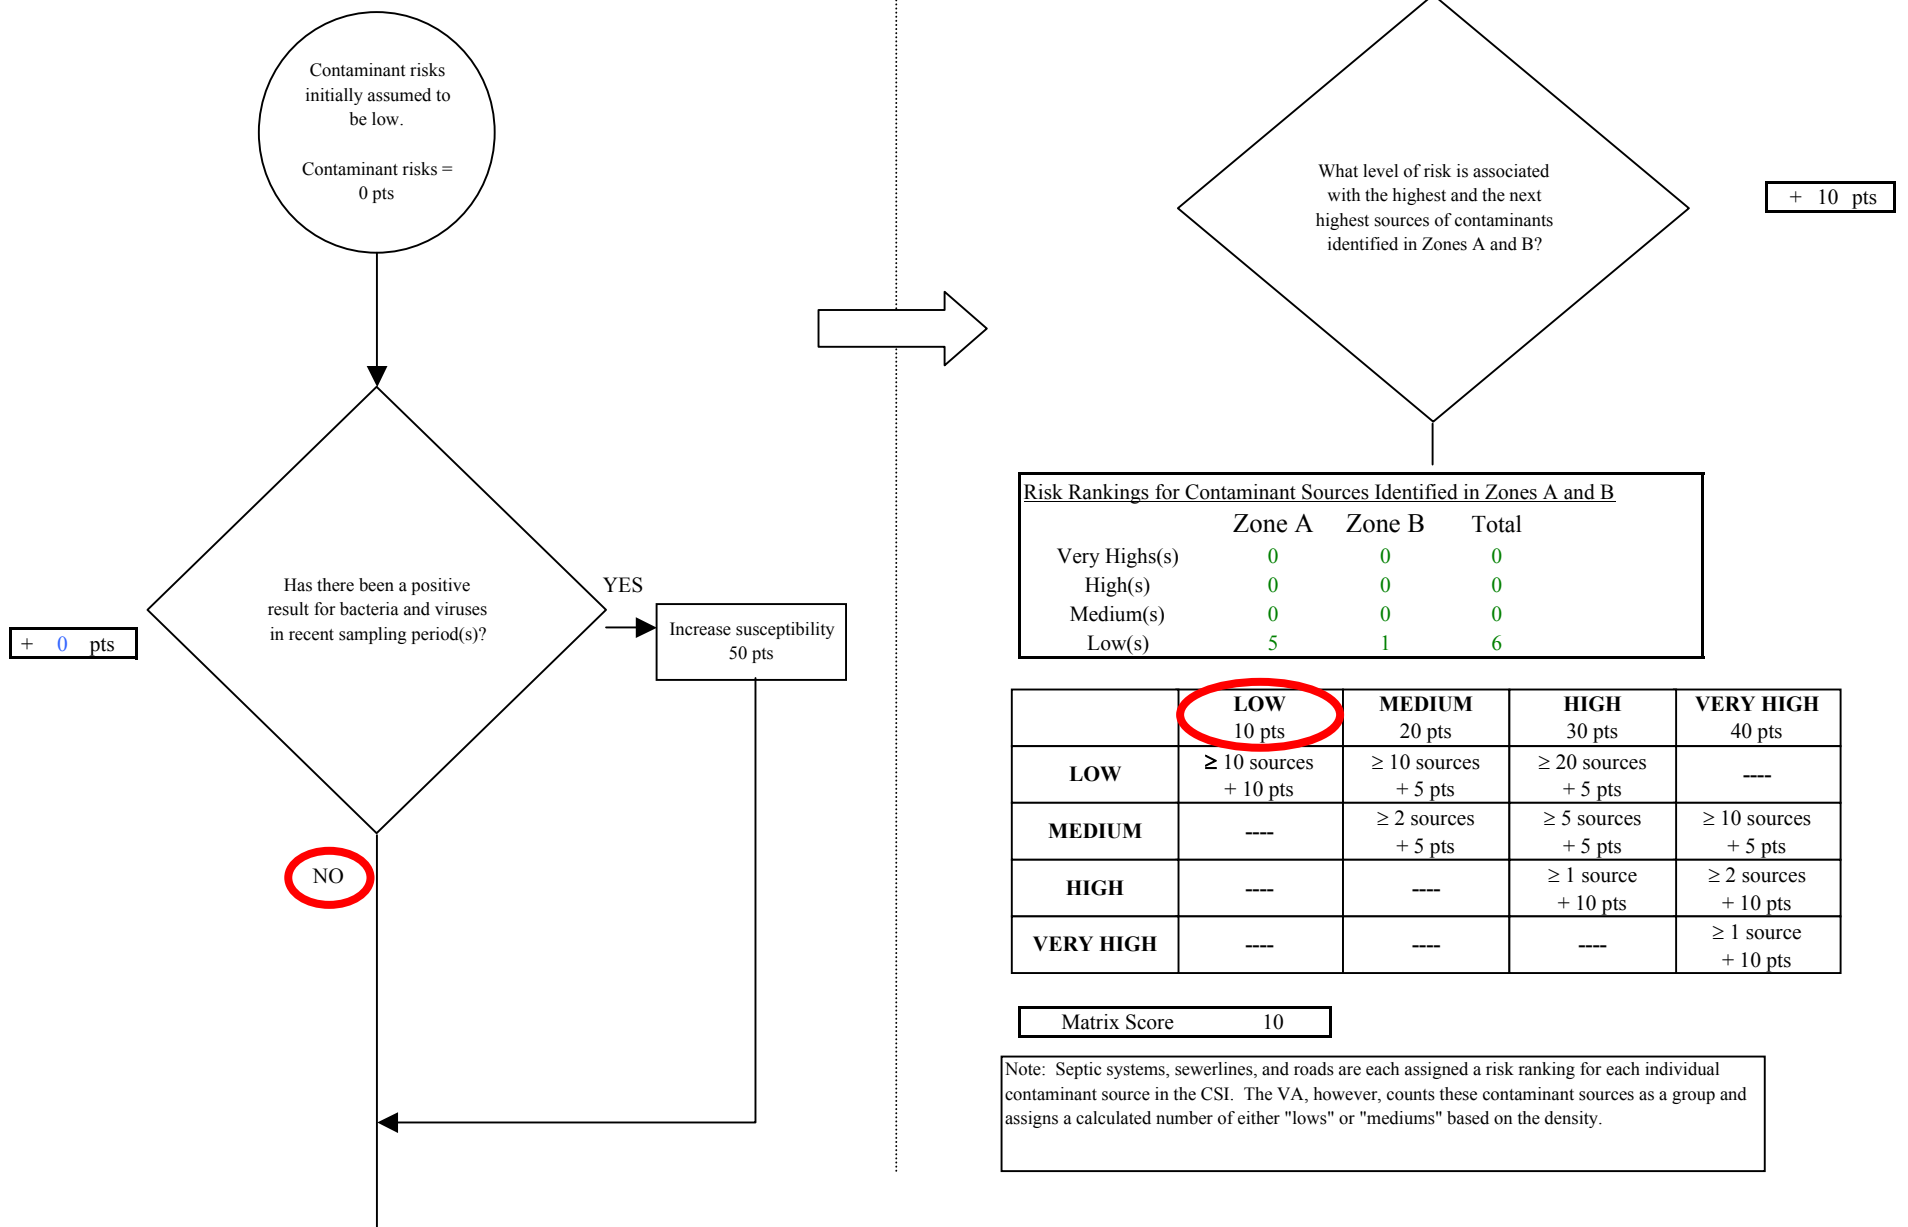 Contaminant risks
initially assumed to
be low.
Contaminant risks =
0 pts
Has there been a positive
result for bacteria and viruses
in recent sampling period(s)?
+ 0 pts
YES
Increase susceptibility
50 pts
NO
What level of risk is associated
with the highest and the next
highest sources of contaminants
identified in Zones A and B?
+ 10 pts
Risk Rankings for Contaminant Sources Identified in Zones A and B
Zone A Zone B Total
Very Highs(s) 0 0 0
High(s) 0 0 0
Medium(s) 0 0 0
Low(s) 5 1 6
LOW MEDIUM HIGH VERY HIGH
10 pts 20 pts 30 pts 40 pts
LOW ≥ 10 sources ≥ 10 sources ≥ 20 sources ----
+ 10 pts + 5 pts + 5 pts
MEDIUM ---- ≥ 2 sources ≥ 5 sources ≥ 10 sources
+ 5 pts + 5 pts + 5 pts
HIGH ---- ---- ≥ 1 source ≥ 2 sources
+ 10 pts + 10 pts
VERY HIGH ---- ---- ---- ≥ 1 source
+ 10 pts
Matrix Score 10
Note: Septic systems, sewerlines, and roads are each assigned a risk ranking for each individual
contaminant source in the CSI. The VA, however, counts these contaminant sources as a group and
assigns a calculated number of either "lows" or "mediums" based on the density.